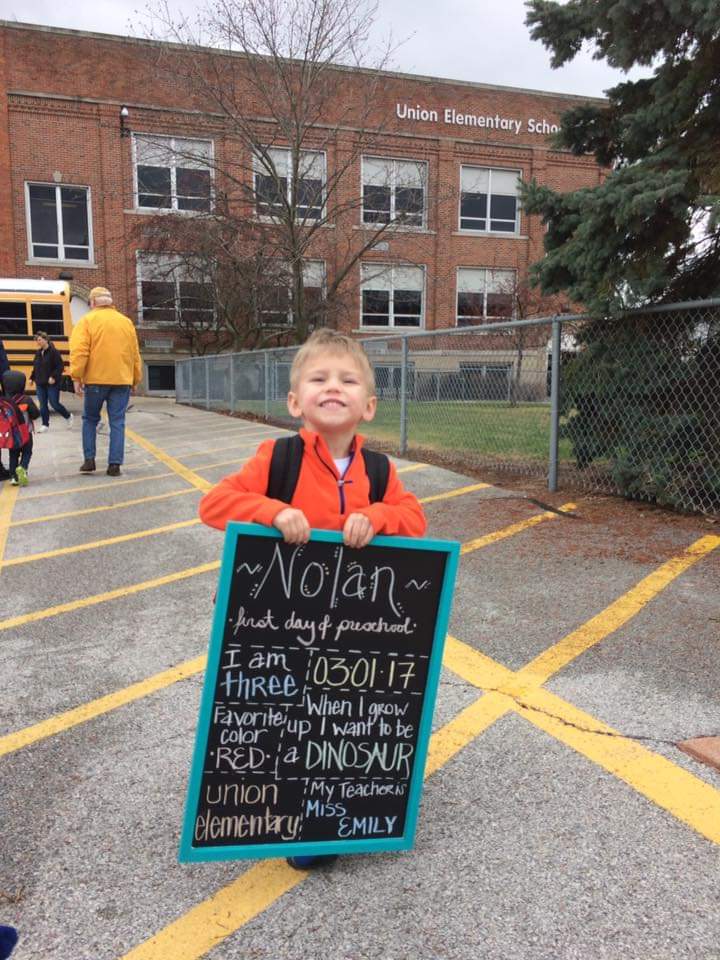 Union Elementary Schoo
~Nolan~
·first day of preschool·
I am
three
03·01·17
Favorite
color
·RED·
When I grow
up I want to be
a DINOSAUR
union
elementary
My Teacher is
Miss
EMILY